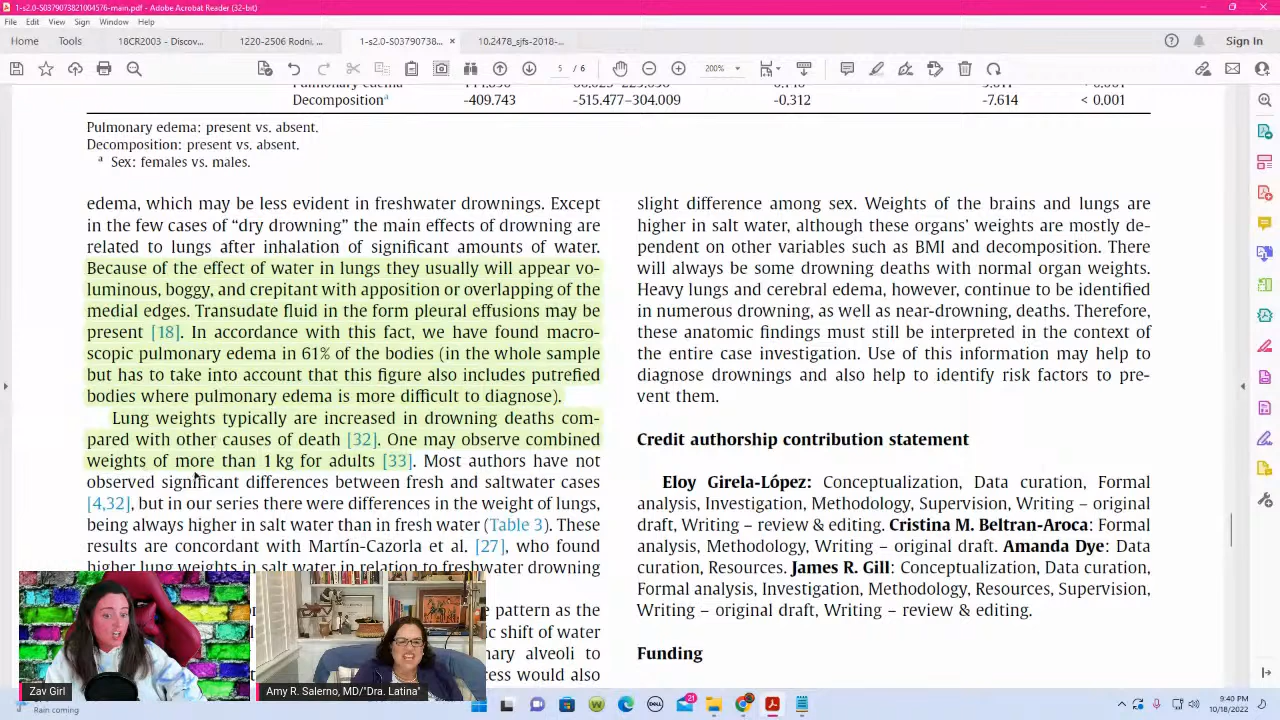 1-s2.0-S0379073821004576-main.pdf - Adobe Acrobat Reader (32-bit)
File Edit View Sign Window Help
Home Tools 18CR2003 - Discov... 1220-2506 Rodni, ... 1-s2.0-S03790738... × 10.2478_sjfs-2018-... Sign In
5 / 6 200%
Decomposition a -409.743 -515.477–304.009 -0.312 -7.614 < 0.001
Pulmonary edema: present vs. absent.
Decomposition: present vs. absent.
a Sex: females vs. males.
edema, which may be less evident in freshwater drownings. Except
in the few cases of “dry drowning” the main effects of drowning are
related to lungs after inhalation of significant amounts of water.
Because of the effect of water in lungs they usually will appear vo-
luminous, boggy, and crepitant with apposition or overlapping of the
medial edges. Transudate fluid in the form pleural effusions may be
present [18]. In accordance with this fact, we have found macro-
scopic pulmonary edema in 61% of the bodies (in the whole sample
but has to take into account that this figure also includes putrefied
bodies where pulmonary edema is more difficult to diagnose).
Lung weights typically are increased in drowning deaths com-
pared with other causes of death [32]. One may observe combined
weights of more than 1 kg for adults [33]. Most authors have not
observed significant differences between fresh and saltwater cases
[4,32], but in our series there were differences in the weight of lungs,
being always higher in salt water than in fresh water (Table 3). These
results are concordant with Martín-Cazorla et al. [27], who found
higher lung weights in salt water in relation to freshwater drowning
pattern as the
ic shift of water
nary alveoli to
cess would also
slight difference among sex. Weights of the brains and lungs are
higher in salt water, although these organs’ weights are mostly de-
pendent on other variables such as BMI and decomposition. There
will always be some drowning deaths with normal organ weights.
Heavy lungs and cerebral edema, however, continue to be identified
in numerous drowning, as well as near-drowning, deaths. Therefore,
these anatomic findings must still be interpreted in the context of
the entire case investigation. Use of this information may help to
diagnose drownings and also help to identify risk factors to pre-
vent them.
Credit authorship contribution statement
Eloy Girela-López: Conceptualization, Data curation, Formal
analysis, Investigation, Methodology, Supervision, Writing – original
draft, Writing – review & editing. Cristina M. Beltran-Aroca: Formal
analysis, Methodology, Writing – original draft. Amanda Dye: Data
curation, Resources. James R. Gill: Conceptualization, Data curation,
Formal analysis, Investigation, Methodology, Resources, Supervision,
Writing – original draft, Writing – review & editing.
Funding
Zav Girl
Amy R. Salerno, MD/"Dra. Latina"
Rain coming
DELL
21
9:40 PM
10/18/2022